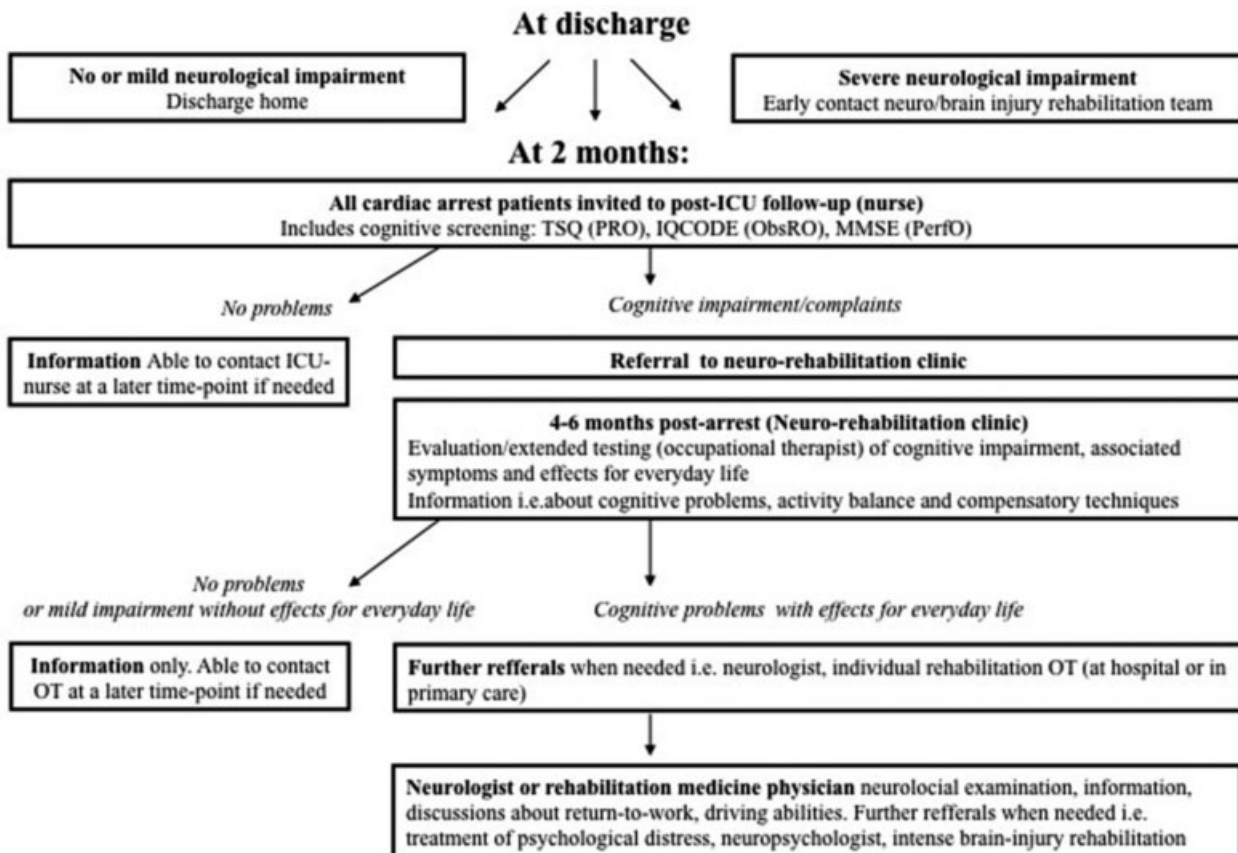 At discharge
No or mild neurological impairment
Discharge home
Severe neurological impairment
Early contact neuro/brain injury rehabilitation team
At 2 months:
All cardiac arrest patients invited to post-ICU follow-up (nurse)
Includes cognitive screening: TSQ (PRO), IQCODE (ObsRO), MMSE (PerfO)
No problems
Cognitive impairment/complaints
Information Able to contact ICU-
nurse at a later time-point if needed
Referral to neuro-rehabilitation clinic
4-6 months post-arrest (Neuro-rehabilitation clinic)
Evaluation/extended testing (occupational therapist) of cognitive impairment, associated
symptoms and effects for everyday life
Information i.e.about cognitive problems, activity balance and compensatory techniques
No problems
or mild impairment without effects for everyday life
Cognitive problems with effects for everyday life
Information only. Able to contact
OT at a later time-point if needed
Further refferals when needed i.e. neurologist, individual rehabilitation OT (at hospital or in
primary care)
Neurologist or rehabilitation medicine physician neurolocial examination, information,
discussions about return-to-work, driving abilities. Further refferals when needed i.e.
treatment of psychological distress, neuropsychologist, intense brain-injury rehabilitation